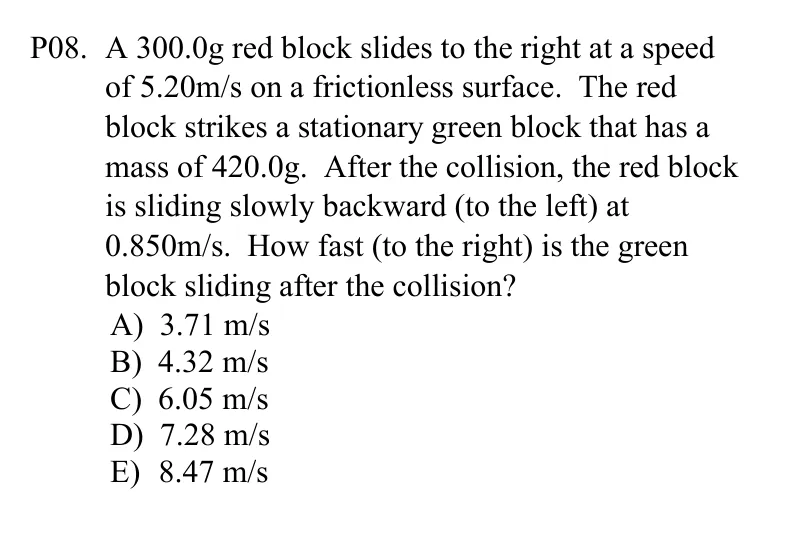 P08. A 300.0g red block slides to the right at a speed
of 5.20m/s on a frictionless surface. The red
block strikes a stationary green block that has a
mass of 420.0g. After the collision, the red block
is sliding slowly backward (to the left) at
0.850m/s. How fast (to the right) is the green
block sliding after the collision?
A) 3.71 m/s
B) 4.32 m/s
C) 6.05 m/s
D) 7.28 m/s
E) 8.47 m/s